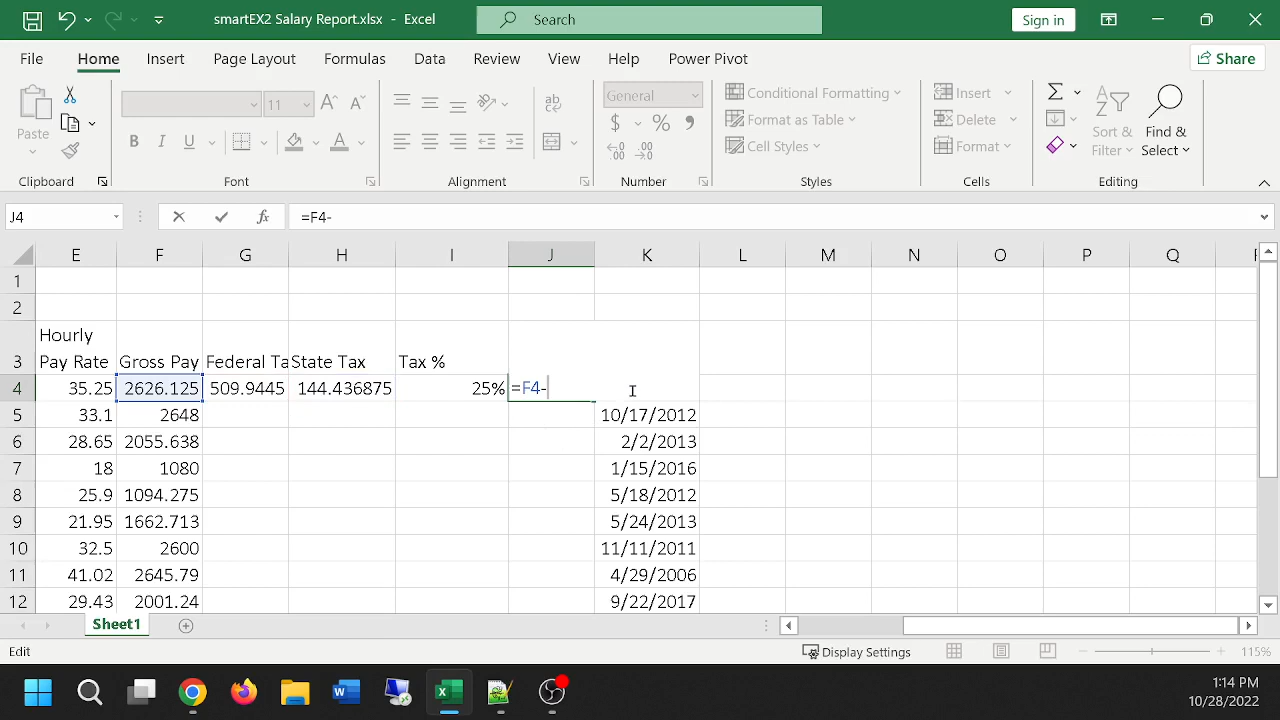 smartEX2 Salary Report.xlsx - Excel
Search
Sign in
File Home Insert Page Layout Formulas Data Review View Help Power Pivot
Share
Paste
Clipboard
11
B I U
A
Font
ab
Alignment
General
$ % 9
Number
Conditional Formatting
Format as Table
Cell Styles
Styles
Insert
Delete
Format
Cells
Sort &
Filter
Find &
Select
Editing
J4
fx
=F4-
E F G H I J K L M N O P Q
1
2
3 Hourly
Pay Rate Gross Pay Federal Ta State Tax Tax %
4 35.25 2626.125 509.9445 144.436875 25% =F4-
5 33.1 2648 10/17/2012
6 28.65 2055.638 2/2/2013
7 18 1080 1/15/2016
8 25.9 1094.275 5/18/2012
9 21.95 1662.713 5/24/2013
10 32.5 2600 11/11/2011
11 41.02 2645.79 4/29/2006
12 29.43 2001.24 9/22/2017
Sheet1
Edit
Display Settings
115%
1:14 PM
10/28/2022